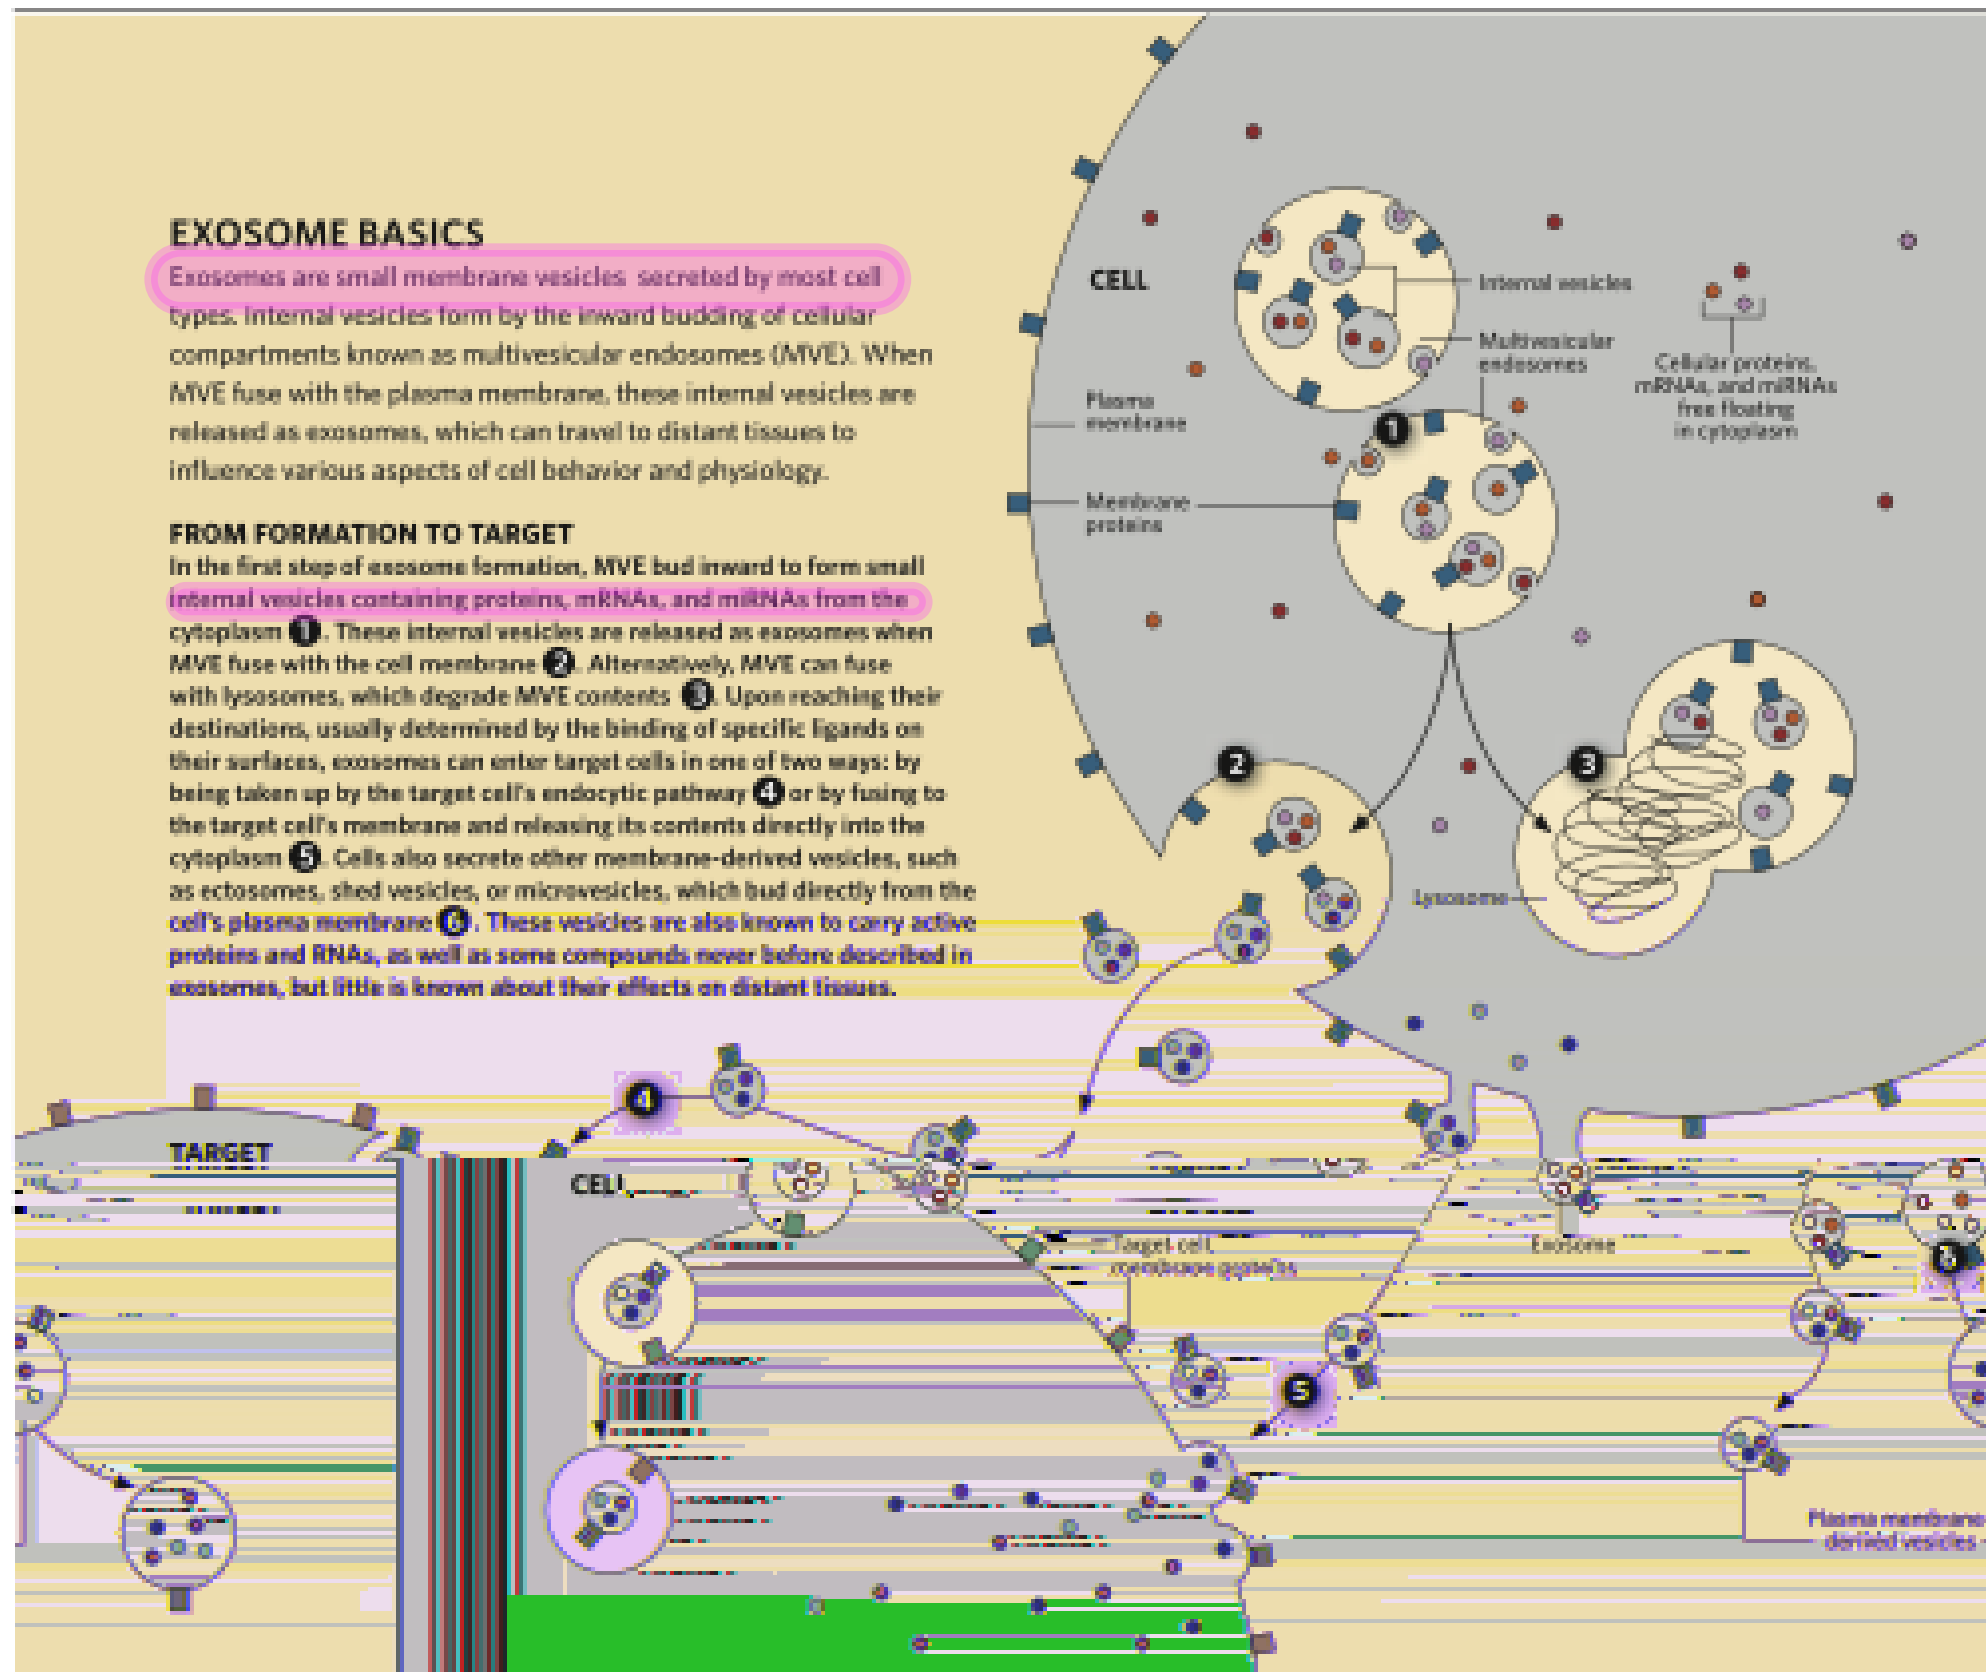 EXOSOME BASICS
Exosomes are small membrane vesicles secreted by most cell
types. Internal vesicles form by the inward budding of cellular
compartments known as multivesicular endosomes (MVE). When
MVE fuse with the plasma membrane, these internal vesicles are
released as exosomes, which can travel to distant tissues to
influence various aspects of cell behavior and physiology.
FROM FORMATION TO TARGET
In the first step of exosome formation, MVE bud inward to form small
internal vesicles containing proteins, mRNAs, and miRNAs from the
cytoplasm 1. These internal vesicles are released as exosomes when
MVE fuse with the cell membrane 2. Alternatively, MVE can fuse
with lysosomes, which degrade MVE contents 3. Upon reaching their
destinations, usually determined by the binding of specific ligands on
their surfaces, exosomes can enter target cells in one of two ways: by
being taken up by the target cell's endocytic pathway 4 or by fusing to
the target cell's membrane and releasing its contents directly into the
cytoplasm 5. Cells also secrete other membrane-derived vesicles, such
as ectosomes, shed vesicles, or microvesicles, which bud directly from the
cell's plasma membrane 6. These vesicles are also known to carry active
proteins and RNAs, as well as some compounds never before described in
exosomes, but little is known about their effects on distant tissues.
CELL
Internal vesicles
Multivesicular
endosomes
Cellular proteins,
mRNAs, and miRNAs
free floating
in cytoplasm
Plasma
membrane
1
Membrane
proteins
2
3
Lysosome
4
TARGET
CELL
Target cell
membrane proteins
Exosome
6
5
Plasma membrane-
derived vesicles